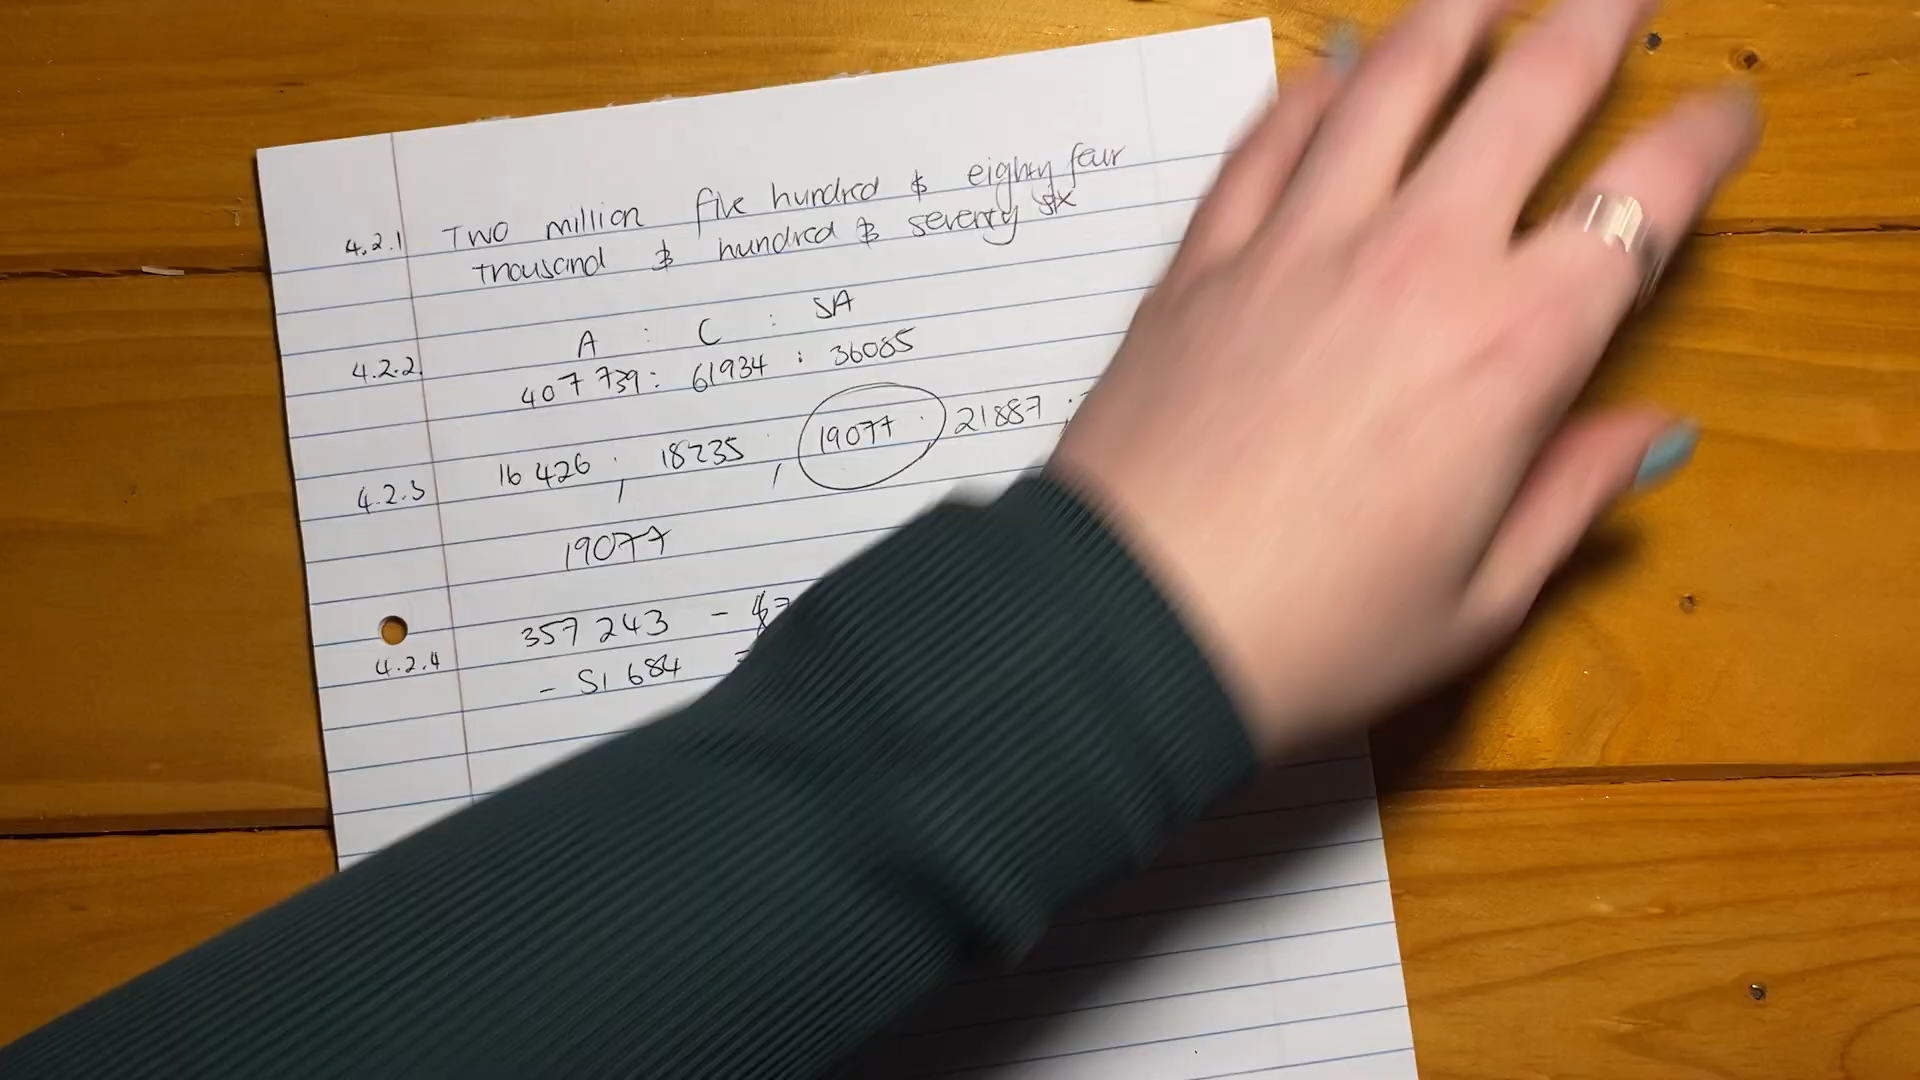 4.2.1 Two million five hundred & eighty four
thousand & hundred & seventy six
A : C : SA
4.2.2. 407 739 : 61934 : 36085
4.2.3 16 426 , 18235 , 19077 , 21887 ;
19077
357 243 -
4.2.4 - 51 684